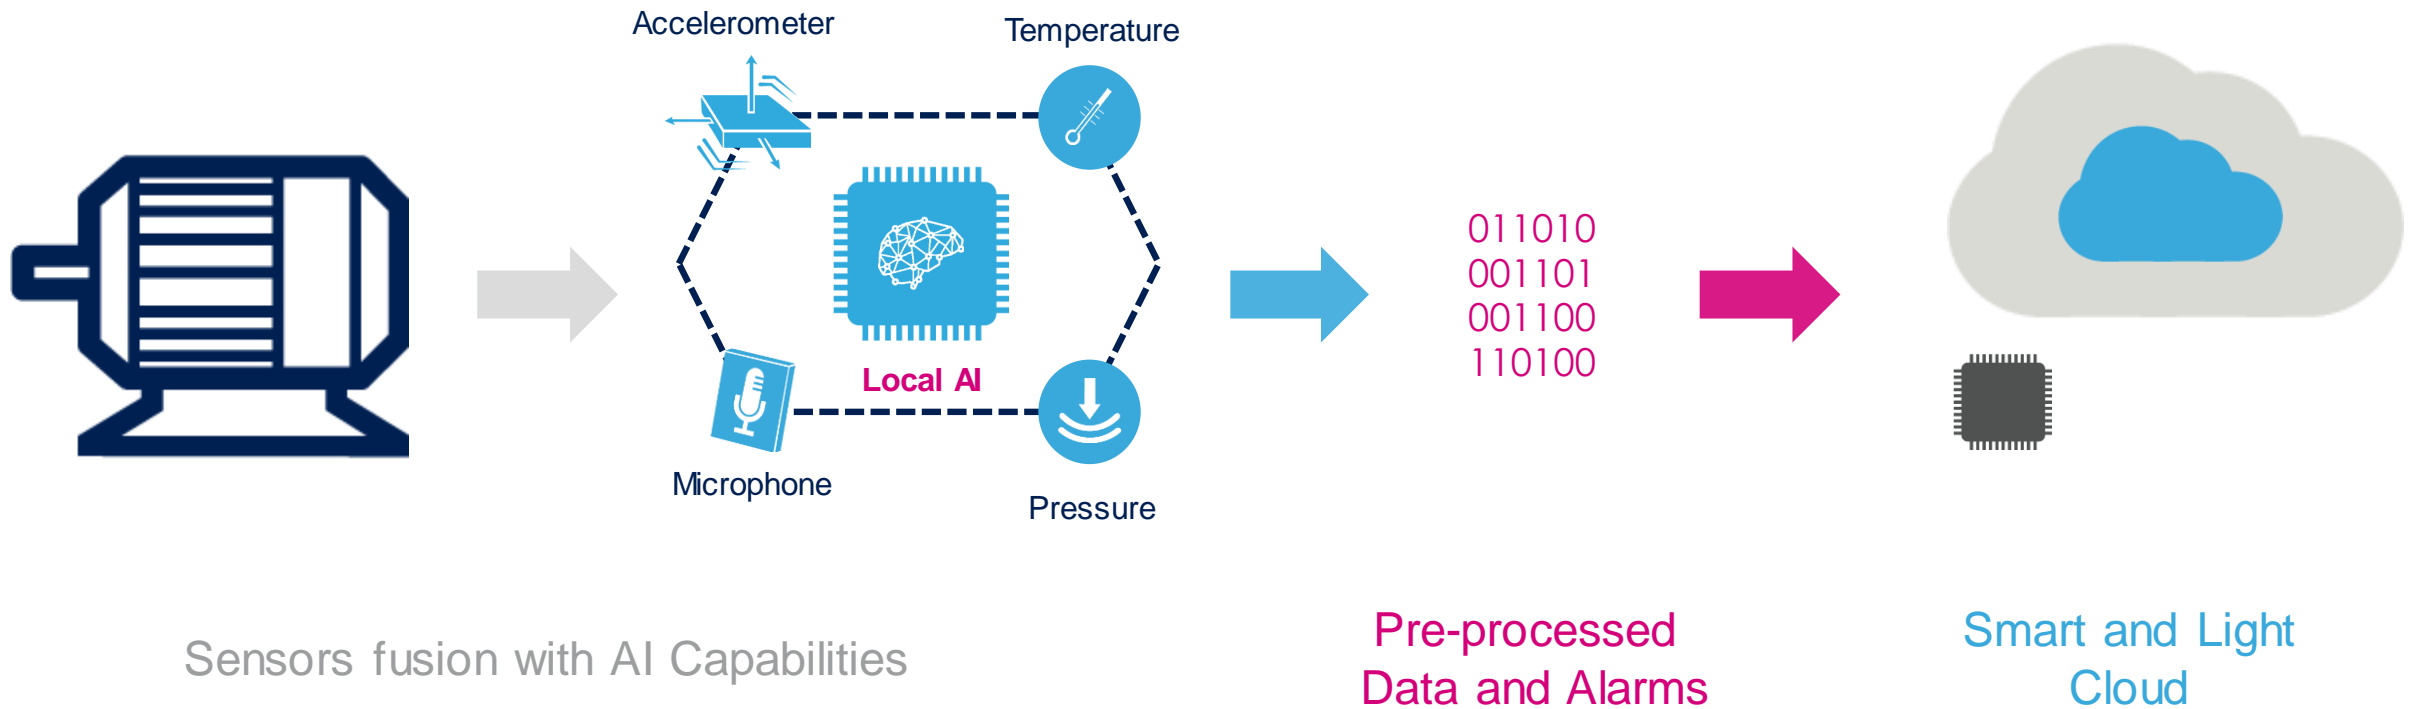 Accelerometer
Temperature
Local AI
Microphone
Pressure
011010
001101
001100
110100
Sensors fusion with AI Capabilities
Pre-processed
Data and Alarms
Smart and Light
Cloud